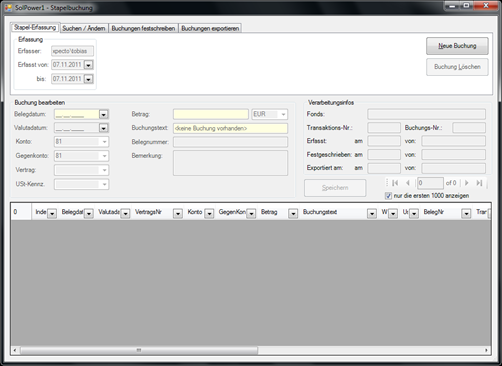 SolPower1 - Stapelbuchung
Stapel-Erfassung Suchen / Ändern Buchungen festschreiben Buchungen exportieren
Erfassung
Erfasser: xpecto\tobias
Erfasst von: 07.11.2011
bis: 07.11.2011
Neue Buchung
Buchung Löschen
Buchung bearbeiten
Belegdatum: __.__.____
Valutadatum: __.__.____
Konto: 81
Gegenkonto: 81
Vertrag:
USt-Kennz.
Betrag: EUR
Buchungstext: <keine Buchung vorhanden>
Belegnummer:
Bemerkung:
Verarbeitungsinfos
Fonds:
Transaktions-Nr.: Buchungs-Nr.:
Erfasst: am von:
Festgeschrieben: am von:
Exportiert am: am von:
Speichern
0 of 0
nur die ersten 1000 anzeigen
0 Inde Belegdat Valutada VertragsNr Konto GegenKon Betrag Buchungstext W Us BelegNr Tran